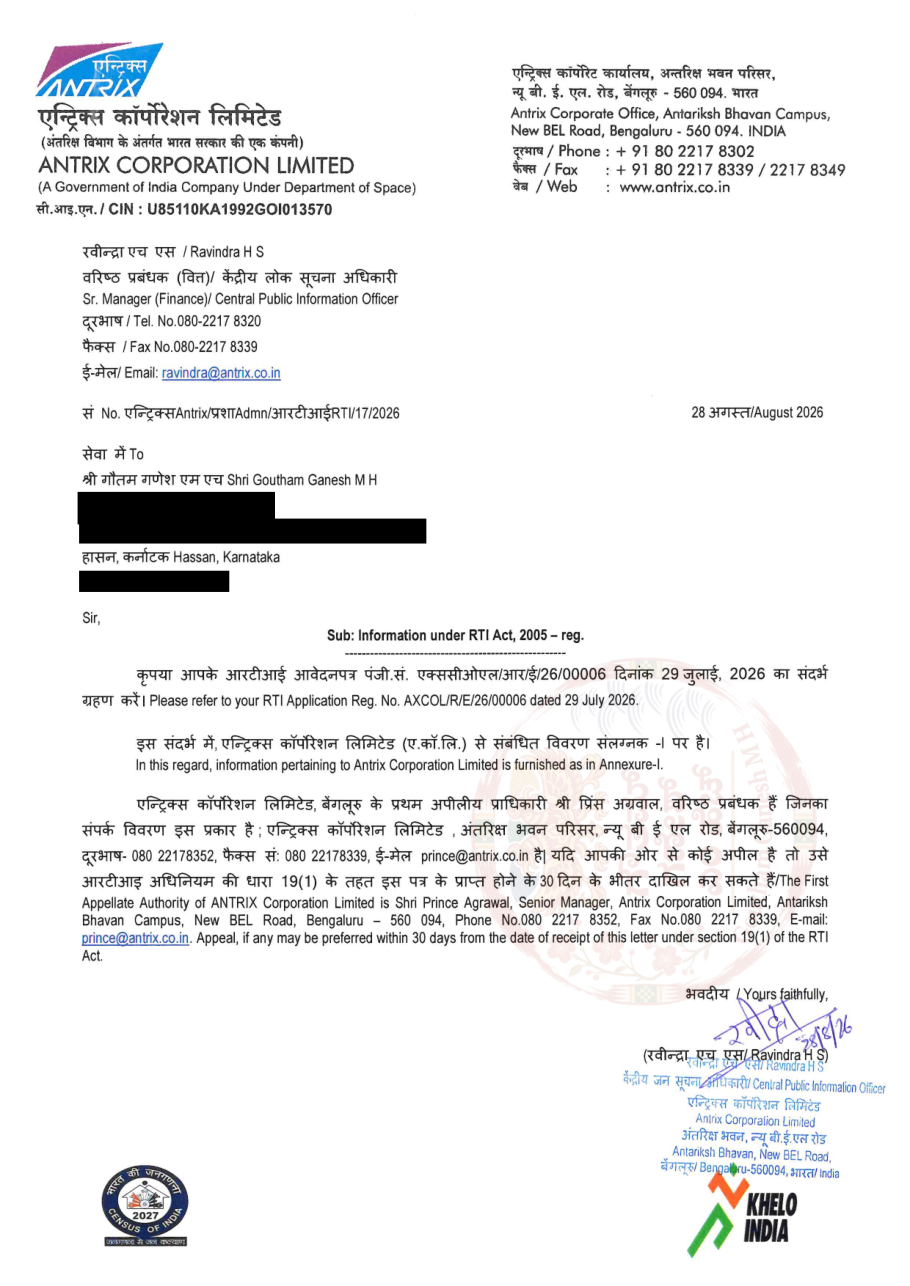 एन्ट्रिक्स
ANTRIX
एन्ट्रिक्स कॉर्पोरेशन लिमिटेड
(अंतरिक्ष विभाग के अंतर्गत भारत सरकार की एक कंपनी)
ANTRIX CORPORATION LIMITED
(A Government of India Company Under Department of Space)
सी.आइ.एन. / CIN : U85110KA1992GOI013570
एन्ट्रिक्स कॉर्पोरेट कार्यालय, अन्तरिक्ष भवन परिसर,
न्यू बी. ई. एल. रोड, बेंगलूरु - 560 094. भारत
Antrix Corporate Office, Antariksh Bhavan Campus,
New BEL Road, Bengaluru - 560 094. INDIA
दूरभाष / Phone : + 91 80 2217 8302
फैक्स / Fax : + 91 80 2217 8339 / 2217 8349
वेब / Web : www.antrix.co.in
रवीन्द्रा एच एस / Ravindra H S
वरिष्ठ प्रबंधक (वित्त)/ केंद्रीय लोक सूचना अधिकारी
Sr. Manager (Finance)/ Central Public Information Officer
दूरभाष / Tel. No.080-2217 8320
फैक्स / Fax No.080-2217 8339
ई-मेल/ Email: ravindra@antrix.co.in
सं No. एन्ट्रिक्सAntrix/प्रशाAdmn/आरटीआईRTI/17/2026
28 अगस्त/August 2026
सेवा में To
श्री गौतम गणेश एम एच Shri Goutham Ganesh M H
हासन, कर्नाटक Hassan, Karnataka
Sir,
Sub: Information under RTI Act, 2005 – reg.
कृपया आपके आरटीआई आवेदनपत्र पंजी.सं. एक्ससीओएल/आर/ई/26/00006 दिनांक 29 जुलाई, 2026 का संदर्भ
ग्रहण करें। Please refer to your RTI Application Reg. No. AXCOL/R/E/26/00006 dated 29 July 2026.
इस संदर्भ में, एन्ट्रिक्स कॉर्पोरेशन लिमिटेड (ए.कॉ.लि.) से संबंधित विवरण संलग्नक -I पर है।
In this regard, information pertaining to Antrix Corporation Limited is furnished as in Annexure-I.
एन्ट्रिक्स कॉर्पोरेशन लिमिटेड, बेंगलूरु के प्रथम अपीलीय प्राधिकारी श्री प्रिंस अग्रवाल, वरिष्ठ प्रबंधक हैं जिनका
संपर्क विवरण इस प्रकार है ; एन्ट्रिक्स कॉर्पोरेशन लिमिटेड , अंतरिक्ष भवन परिसर, न्यू बी ई एल रोड, बेंगलूरु-560094,
दूरभाष- 080 22178352, फैक्स सं: 080 22178339, ई-मेल prince@antrix.co.in है| यदि आपकी ओर से कोई अपील है तो उसे
आरटीआइ अधिनियम की धारा 19(1) के तहत इस पत्र के प्राप्त होने के 30 दिन के भीतर दाखिल कर सकते हैं/The First
Appellate Authority of ANTRIX Corporation Limited is Shri Prince Agrawal, Senior Manager, Antrix Corporation Limited, Antariksh
Bhavan Campus, New BEL Road, Bengaluru – 560 094, Phone No.080 2217 8352, Fax No.080 2217 8339, E-mail:
prince@antrix.co.in. Appeal, if any may be preferred within 30 days from the date of receipt of this letter under section 19(1) of the RTI
Act.
भवदीय / Yours faithfully,
रवीन्द्रा
28/8/26
(रवीन्द्रा एच एस/ Ravindra H S)
रवीन्द्रा एच एस/ Ravindra H S
केंद्रीय जन सूचना अधिकारी/ Central Public Information Officer
एन्ट्रिक्स कॉर्पोरेशन लिमिटेड
Antrix Corporation Limited
अंतरिक्ष भवन, न्यू बी.ई.एल रोड
Antariksh Bhavan, New BEL Road,
बेंगलूरु/ Bengaluru-560094, भारत/ India
भारत की जनगणना
2027
CENSUS OF INDIA
जनगणना से जन कल्याण
KHELO
INDIA